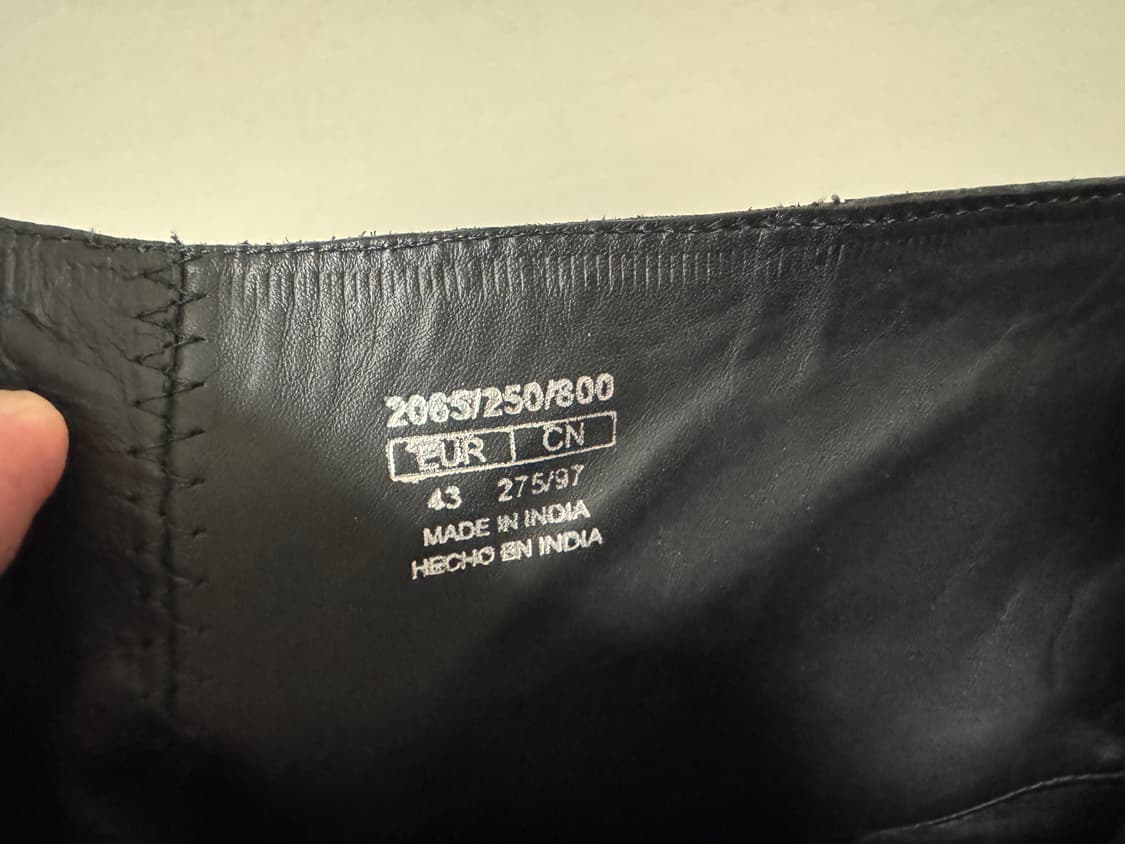 2065/250/800
EUR CN
43 275/97
MADE IN INDIA
HECHO EN INDIA